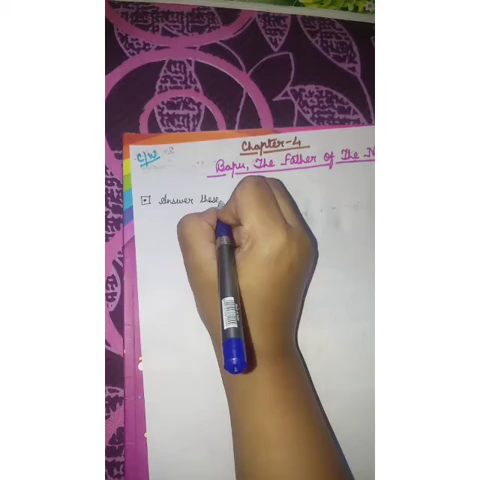 C/W
Chapter-4
Bapu, The Father Of The N
Answer these